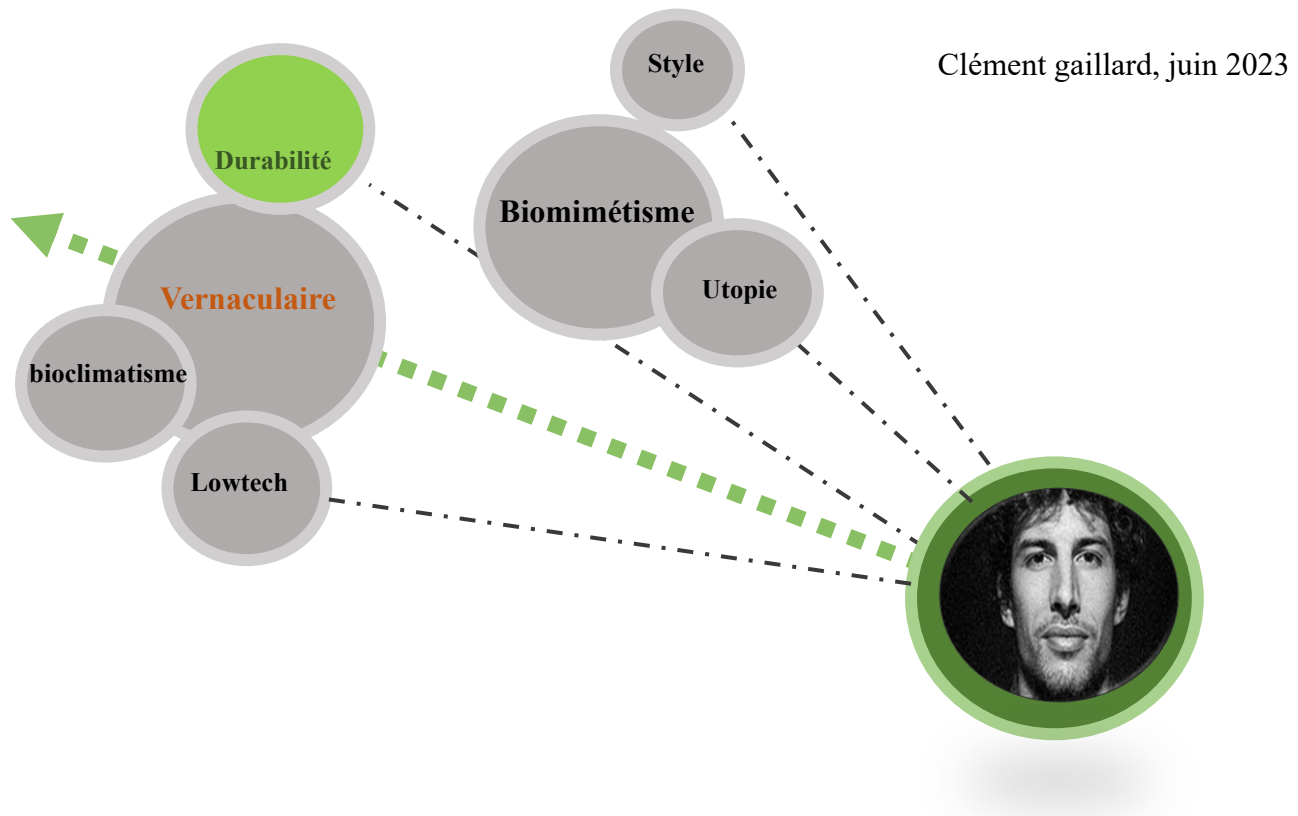 Style
Clément gaillard, juin 2023
Durabilité
Biomimétisme
Utopie
Vernaculaire
bioclimatisme
Lowtech